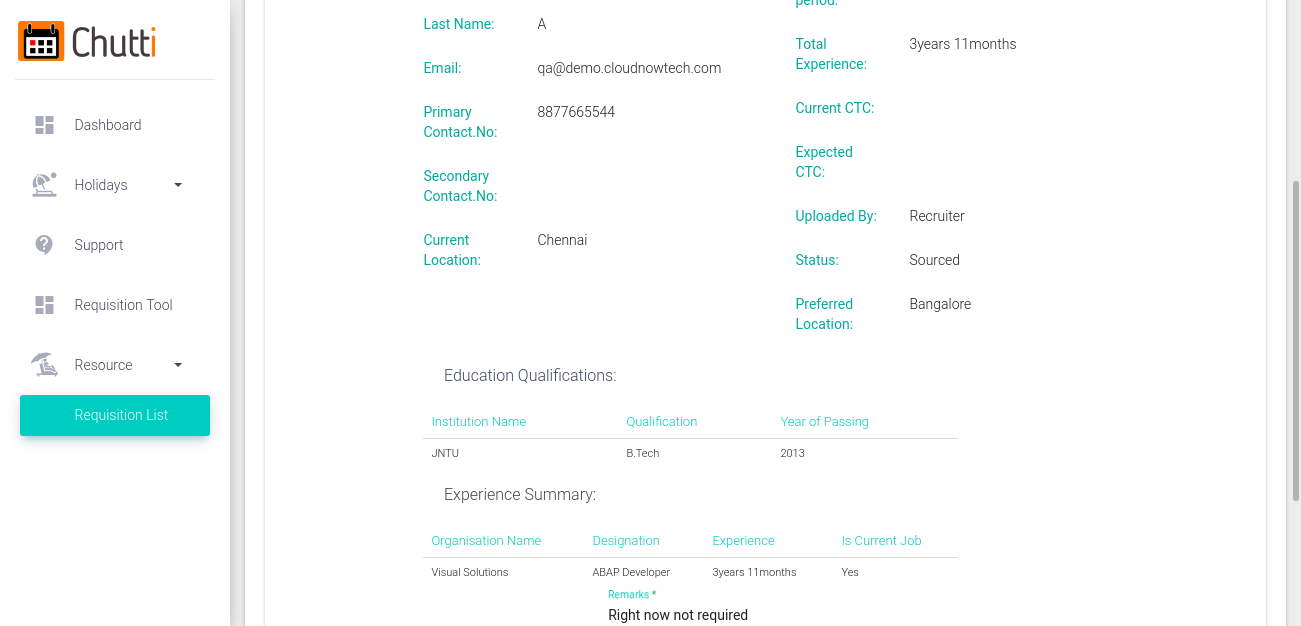 Chutti
Dashboard
Holidays
Support
Requisition Tool
Resource
Requisition List
Last Name: A
Email: qa@demo.cloudnowtech.com
Primary
Contact.No: 8877665544
Secondary
Contact.No:
Current
Location: Chennai
period:
Total
Experience: 3years 11months
Current CTC:
Expected
CTC:
Uploaded By: Recruiter
Status: Sourced
Preferred
Location: Bangalore
Education Qualifications:
Institution Name Qualification Year of Passing
JNTU B.Tech 2013
Experience Summary:
Organisation Name Designation Experience Is Current Job
Visual Solutions ABAP Developer 3years 11months Yes
Remarks *
Right now not required